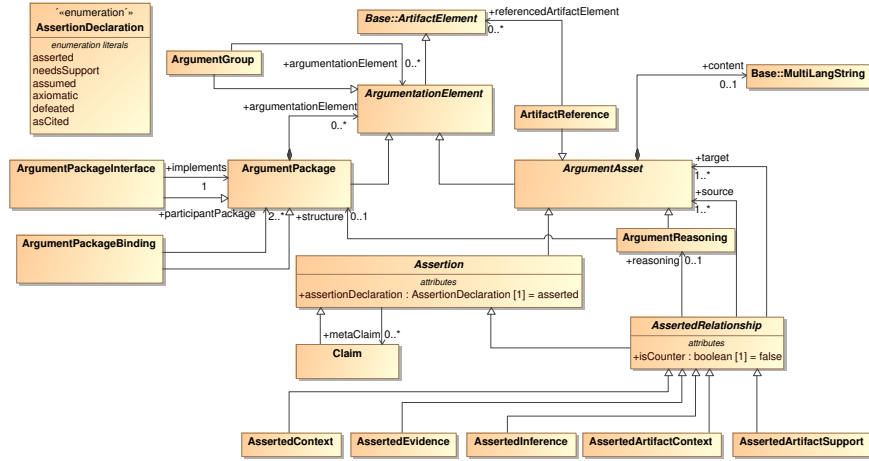 ´«enumeration`»
AssertionDeclaration
enumeration literals
asserted
needsSupport
assumed
axiomatic
defeated
asCited
Base::ArtifactElement
+referencedArtifactElement
0..*
ArgumentGroup
+argumentationElement
0..*
ArgumentationElement
+content
0..1
Base::MultiLangString
+argumentationElement
0..*
ArtifactReference
ArgumentPackageInterface
+implements
1
ArgumentPackage
ArgumentAsset
+target
1..*
+source
1..*
+participantPackage
2..*
+structure
0..1
ArgumentPackageBinding
ArgumentReasoning
+reasoning
0..1
Assertion
attributes
+assertionDeclaration : AssertionDeclaration [1] = asserted
+metaClaim
0..*
Claim
AssertedRelationship
attributes
+isCounter : boolean [1] = false
AssertedContext
AssertedEvidence
AssertedInference
AssertedArtifactContext
AssertedArtifactSupport